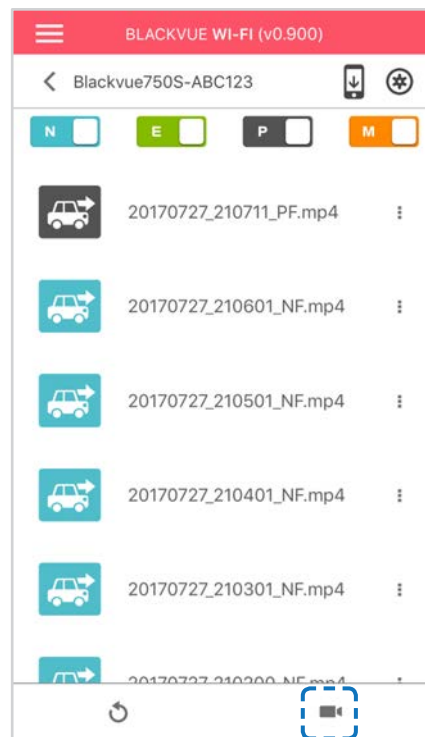 BLACKVUE WI-FI (v0.900)
Blackvue750S-ABC123
N E P M
20170727_210711_PF.mp4
20170727_210601_NF.mp4
20170727_210501_NF.mp4
20170727_210401_NF.mp4
20170727_210301_NF.mp4